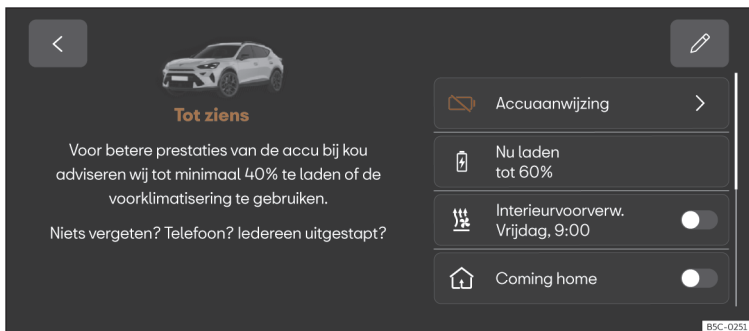 Tot ziens
Voor betere prestaties van de accu bij kou
adviseren wij tot minimaal 40% te laden of de
voorklimatisering te gebruiken.
Niets vergeten? Telefoon? Iedereen uitgestapt?
Accuaanwijzing
Nu laden
tot 60%
Interieurvoorverw.
Vrijdag, 9:00
Coming home
B5C-0251